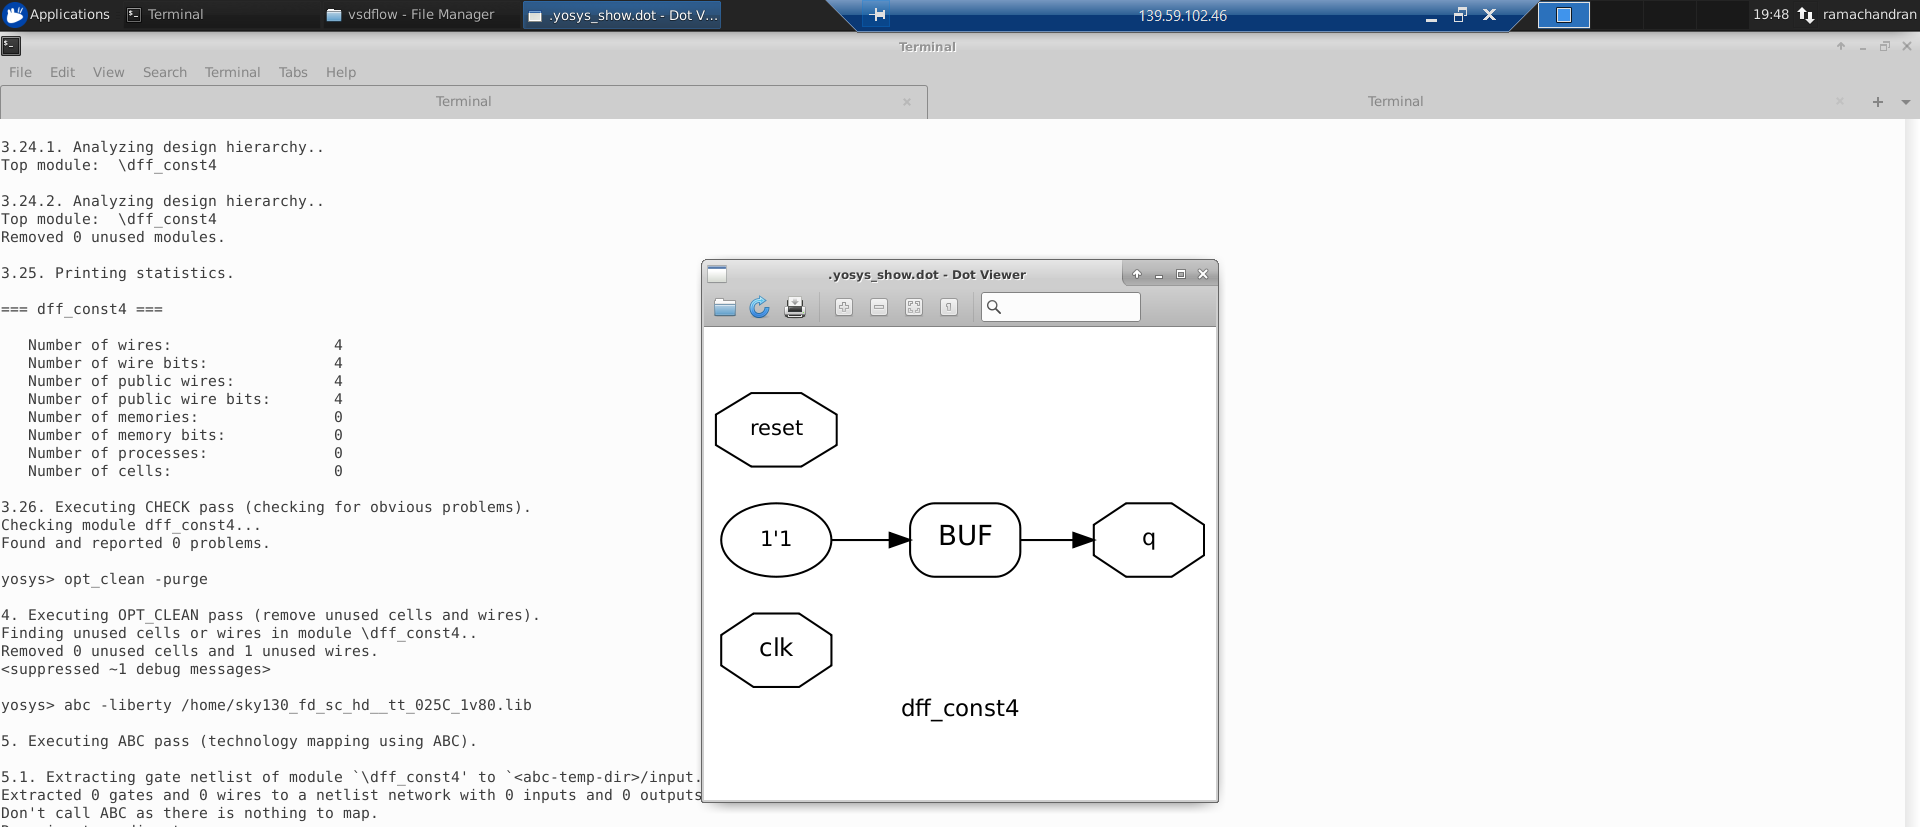 Applications Terminal vsdflow - File Manager .yosys_show.dot - Dot V... 139.59.102.46 19:48 ramachandran
Terminal
File Edit View Search Terminal Tabs Help
Terminal Terminal
3.24.1. Analyzing design hierarchy..
Top module:  \dff_const4
3.24.2. Analyzing design hierarchy..
Top module:  \dff_const4
Removed 0 unused modules.
3.25. Printing statistics.
=== dff_const4 ===
Number of wires: 4
Number of wire bits: 4
Number of public wires: 4
Number of public wire bits: 4
Number of memories: 0
Number of memory bits: 0
Number of processes: 0
Number of cells: 0
3.26. Executing CHECK pass (checking for obvious problems).
Checking module dff_const4...
Found and reported 0 problems.
yosys> opt_clean -purge
4. Executing OPT_CLEAN pass (remove unused cells and wires).
Finding unused cells or wires in module \dff_const4..
Removed 0 unused cells and 1 unused wires.
<suppressed ~1 debug messages>
yosys> abc -liberty /home/sky130_fd_sc_hd__tt_025C_1v80.lib
5. Executing ABC pass (technology mapping using ABC).
5.1. Extracting gate netlist of module `\dff_const4' to `<abc-temp-dir>/input.
Extracted 0 gates and 0 wires to a netlist network with 0 inputs and 0 outputs
Don't call ABC as there is nothing to map.
.yosys_show.dot - Dot Viewer
reset
1'1 BUF q
clk
dff_const4